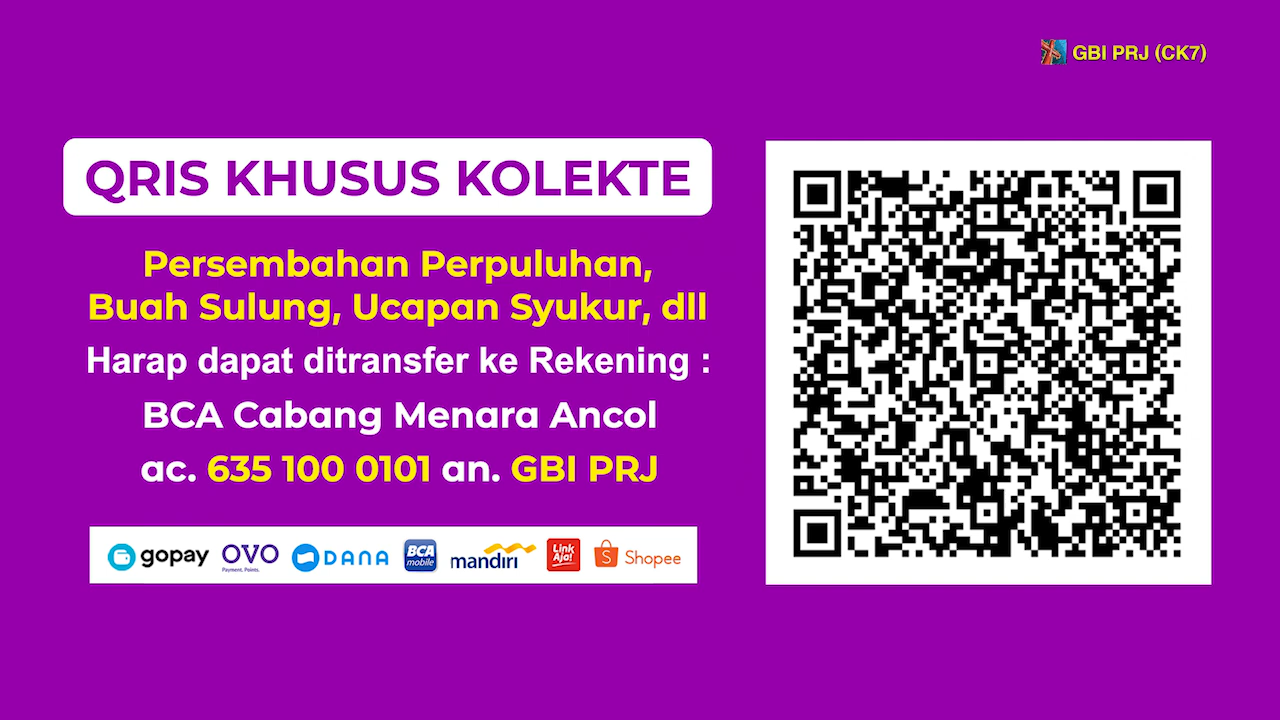 GBI PRJ (CK7)
QRIS KHUSUS KOLEKTE
Persembahan Perpuluhan,
Buah Sulung, Ucapan Syukur, dll
Harap dapat ditransfer ke Rekening :
BCA Cabang Menara Ancol
ac. 635 100 0101 an. GBI PRJ
gopay
OVO
Payment. Points.
DANA
BCA
mobile
mandiri
Link
Aja!
S
Shopee